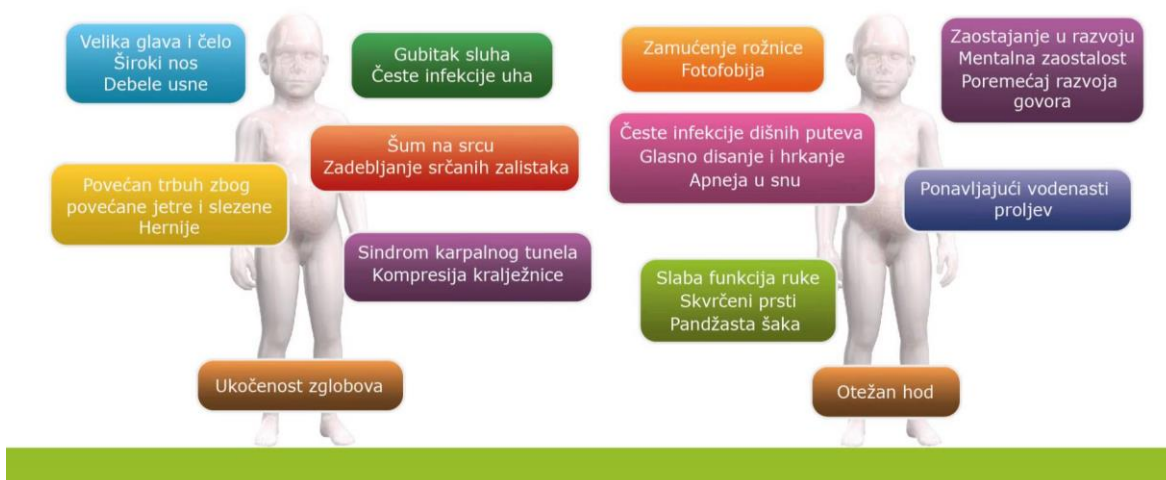 Velika glava i čelo
Široki nos
Debele usne
Gubitak sluha
Česte infekcije uha
Šum na srcu
Zadebljanje srčanih zalistaka
Povećan trbuh zbog
povećane jetre i slezene
Hernije
Sindrom karpalnog tunela
Kompresija kralježnice
Ukočenost zglobova
Zamućenje rožnice
Fotofobija
Zaostajanje u razvoju
Mentalna zaostalost
Poremećaj razvoja
govora
Česte infekcije dišnih puteva
Glasno disanje i hrkanje
Apneja u snu
Ponavljajući vodenasti
proljev
Slaba funkcija ruke
Skvrčeni prsti
Pandžasta šaka
Otežan hod